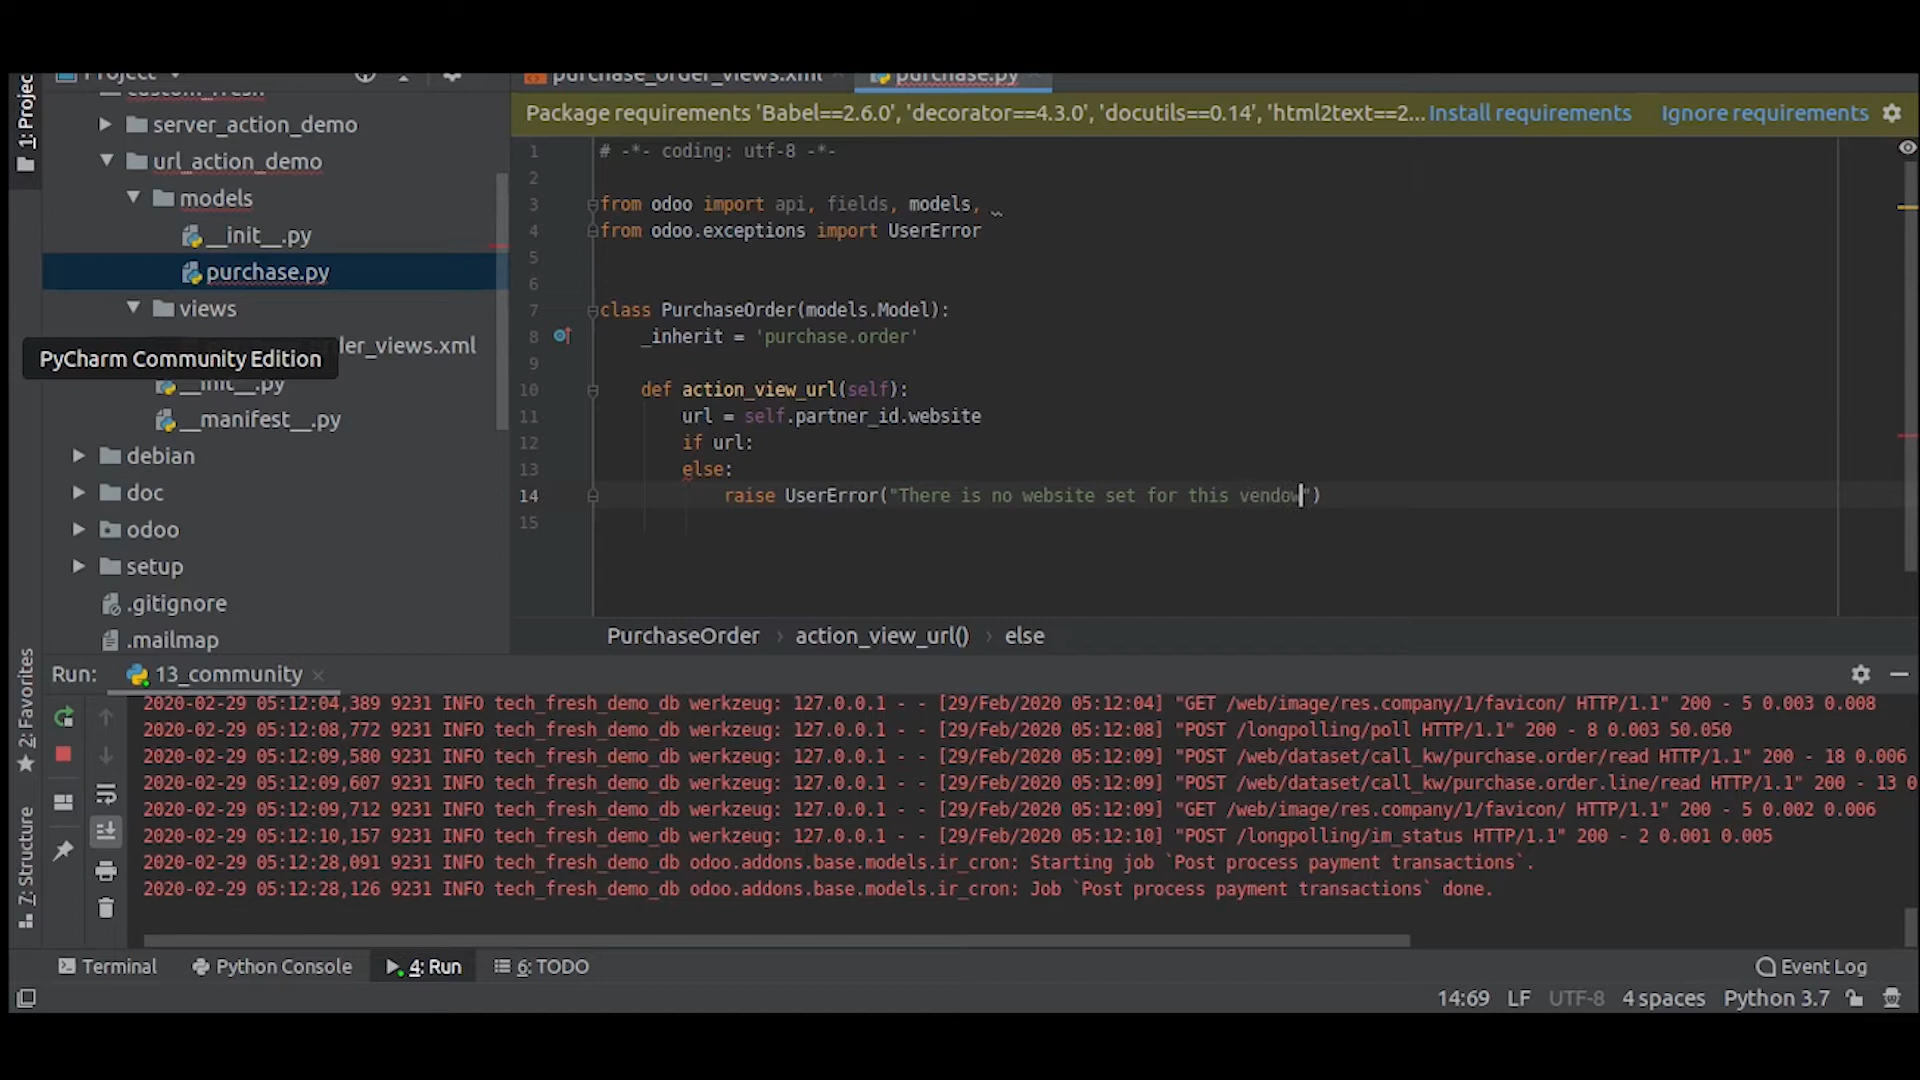 1: Projec
Project
purchase_order_views.xml
purchase.py
custom_fresh
server_action_demo
url_action_demo
models
__init__.py
purchase.py
views
der_views.xml
PyCharm Community Edition
__init__.py
__manifest__.py
debian
doc
odoo
setup
.gitignore
.mailmap
Package requirements 'Babel==2.6.0', 'decorator==4.3.0', 'docutils==0.14', 'html2text==2... Install requirements Ignore requirements
1 # -*- coding: utf-8 -*-
2
3 from odoo import api, fields, models,
4 from odoo.exceptions import UserError
5
6
7 class PurchaseOrder(models.Model):
8 _inherit = 'purchase.order'
9
10 def action_view_url(self):
11 url = self.partner_id.website
12 if url:
13 else:
14 raise UserError("There is no website set for this vendow")
15
PurchaseOrder › action_view_url() › else
2: Favorites
7: Structure
Run: 13_community
2020-02-29 05:12:04,389 9231 INFO tech_fresh_demo_db werkzeug: 127.0.0.1 - - [29/Feb/2020 05:12:04] "GET /web/image/res.company/1/favicon/ HTTP/1.1" 200 - 5 0.003 0.008
2020-02-29 05:12:08,772 9231 INFO tech_fresh_demo_db werkzeug: 127.0.0.1 - - [29/Feb/2020 05:12:08] "POST /longpolling/poll HTTP/1.1" 200 - 8 0.003 50.050
2020-02-29 05:12:09,580 9231 INFO tech_fresh_demo_db werkzeug: 127.0.0.1 - - [29/Feb/2020 05:12:09] "POST /web/dataset/call_kw/purchase.order/read HTTP/1.1" 200 - 18 0.006
2020-02-29 05:12:09,607 9231 INFO tech_fresh_demo_db werkzeug: 127.0.0.1 - - [29/Feb/2020 05:12:09] "POST /web/dataset/call_kw/purchase.order.line/read HTTP/1.1" 200 - 13 0
2020-02-29 05:12:09,712 9231 INFO tech_fresh_demo_db werkzeug: 127.0.0.1 - - [29/Feb/2020 05:12:09] "GET /web/image/res.company/1/favicon/ HTTP/1.1" 200 - 5 0.002 0.006
2020-02-29 05:12:10,157 9231 INFO tech_fresh_demo_db werkzeug: 127.0.0.1 - - [29/Feb/2020 05:12:10] "POST /longpolling/im_status HTTP/1.1" 200 - 2 0.001 0.005
2020-02-29 05:12:28,091 9231 INFO tech_fresh_demo_db odoo.addons.base.models.ir_cron: Starting job `Post process payment transactions`.
2020-02-29 05:12:28,126 9231 INFO tech_fresh_demo_db odoo.addons.base.models.ir_cron: Job `Post process payment transactions` done.
Terminal Python Console 4: Run 6: TODO Event Log
14:69 LF UTF-8 4 spaces Python 3.7